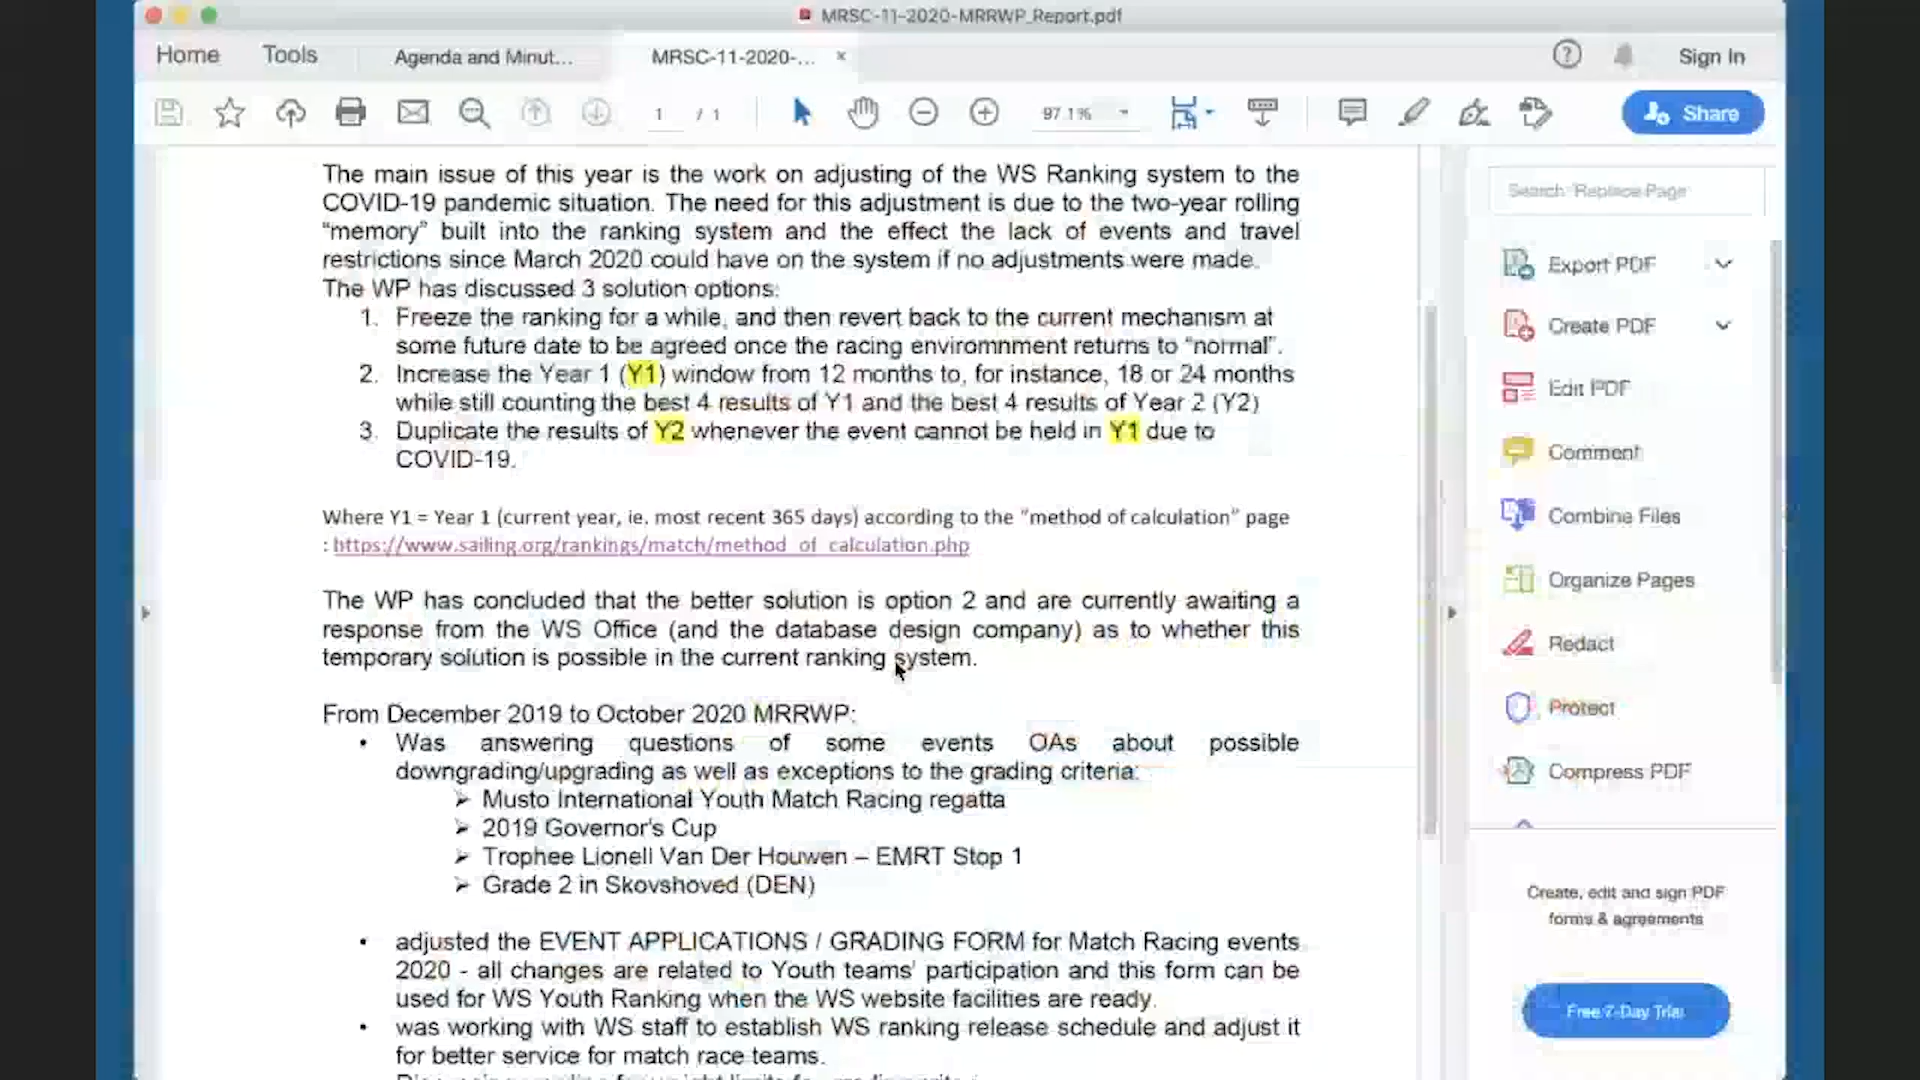 MRSC-11-2020-MRRWP_Report.pdf
Home Tools Agenda and Minut... MRSC-11-2020-... × ? Sign In
1 / 1 97.1% Share
The main issue of this year is the work on adjusting of the WS Ranking system to the
COVID-19 pandemic situation. The need for this adjustment is due to the two-year rolling
“memory” built into the ranking system and the effect the lack of events and travel
restrictions since March 2020 could have on the system if no adjustments were made.
The WP has discussed 3 solution options:
1. Freeze the ranking for a while, and then revert back to the current mechanism at
some future date to be agreed once the racing enviromnment returns to “normal”.
2. Increase the Year 1 (Y1) window from 12 months to, for instance, 18 or 24 months
while still counting the best 4 results of Y1 and the best 4 results of Year 2 (Y2)
3. Duplicate the results of Y2 whenever the event cannot be held in Y1 due to
COVID-19.
Where Y1 = Year 1 (current year, ie. most recent 365 days) according to the “method of calculation” page
: https://www.sailing.org/rankings/match/method_of_calculation.php
The WP has concluded that the better solution is option 2 and are currently awaiting a
response from the WS Office (and the database design company) as to whether this
temporary solution is possible in the current ranking system.
From December 2019 to October 2020 MRRWP:
• Was answering questions of some events OAs about possible
downgrading/upgrading as well as exceptions to the grading criteria:
➢ Musto International Youth Match Racing regatta
➢ 2019 Governor's Cup
➢ Trophee Lionell Van Der Houwen – EMRT Stop 1
➢ Grade 2 in Skovshoved (DEN)
• adjusted the EVENT APPLICATIONS / GRADING FORM for Match Racing events
2020 - all changes are related to Youth teams' participation and this form can be
used for WS Youth Ranking when the WS website facilities are ready.
• was working with WS staff to establish WS ranking release schedule and adjust it
for better service for match race teams.
Search 'Replace Page'
Export PDF
Create PDF
Edit PDF
Comment
Combine Files
Organize Pages
Redact
Protect
Compress PDF
Create, edit and sign PDF
forms & agreements
Free 7-Day Trial